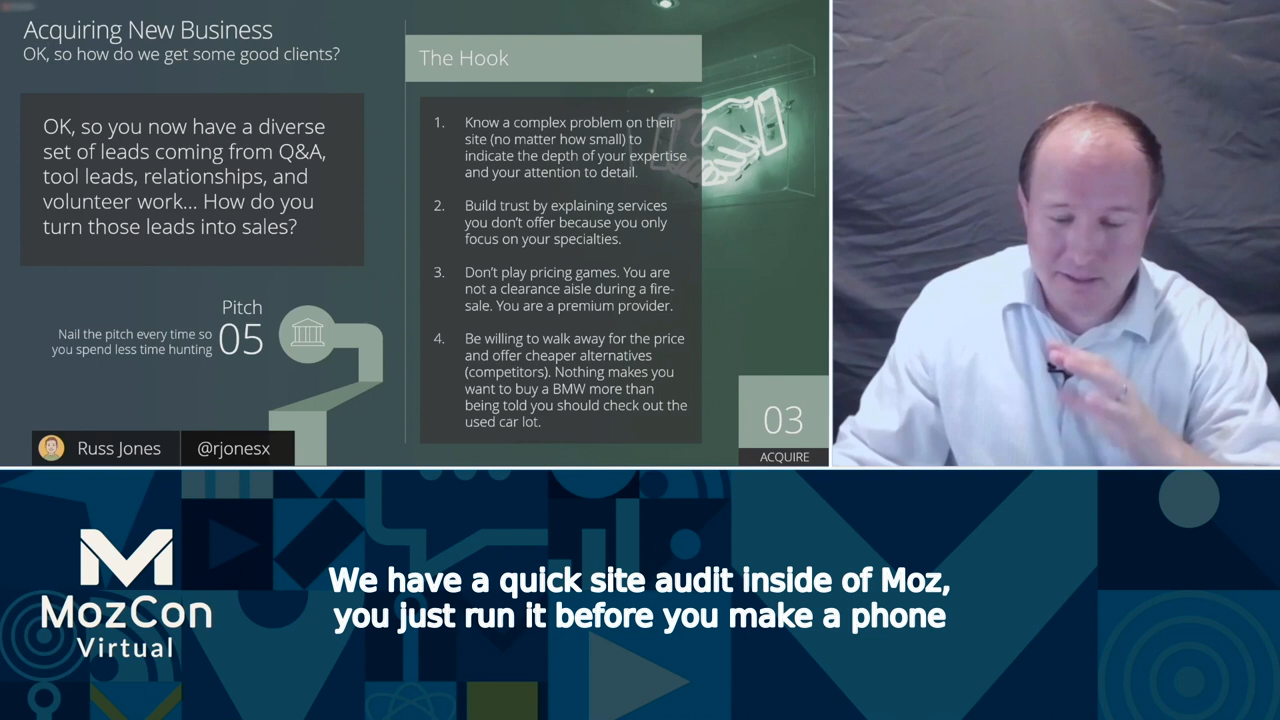 Acquiring New Business
OK, so how do we get some good clients?
OK, so you now have a diverse
set of leads coming from Q&A,
tool leads, relationships, and
volunteer work... How do you
turn those leads into sales?
Pitch
Nail the pitch every time so
you spend less time hunting
05
Russ Jones
@rjonesx
The Hook
1. Know a complex problem on their
site (no matter how small) to
indicate the depth of your expertise
and your attention to detail.
2. Build trust by explaining services
you don't offer because you only
focus on your specialties.
3. Don't play pricing games. You are
not a clearance aisle during a fire-
sale. You are a premium provider.
4. Be willing to walk away for the price
and offer cheaper alternatives
(competitors). Nothing makes you
want to buy a BMW more than
being told you should check out the
used car lot.
03
ACQUIRE
M
MozCon
Virtual
We have a quick site audit inside of Moz,
you just run it before you make a phone